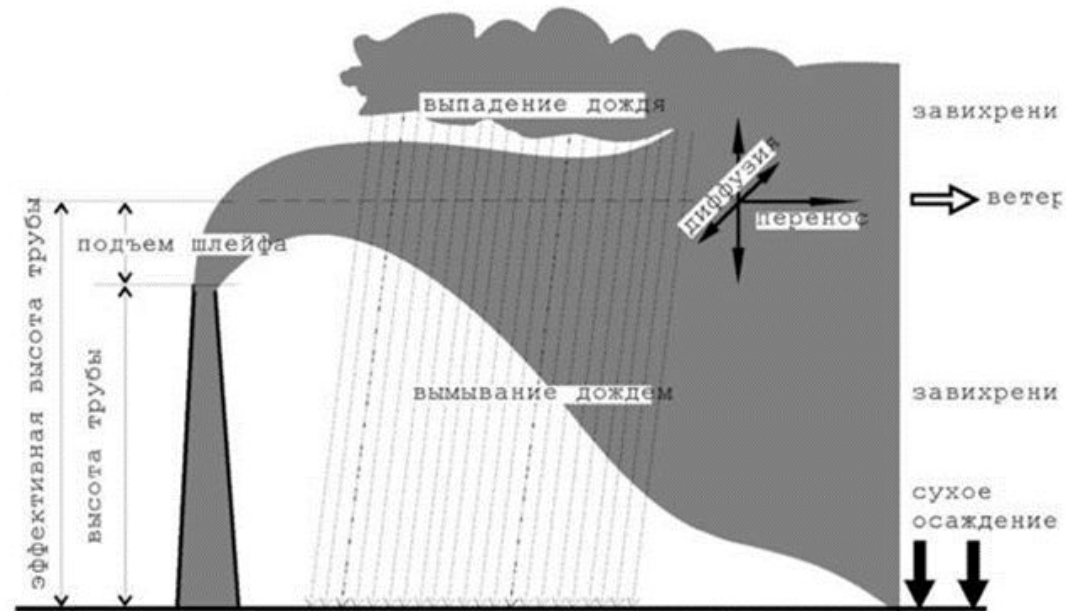 выпадение дождя
завихрени
диффузия
ветер
перенос
подъем шлейфа
эффективная высота трубы
высота трубы
вымывание дождем
завихрени
сухое
осаждение